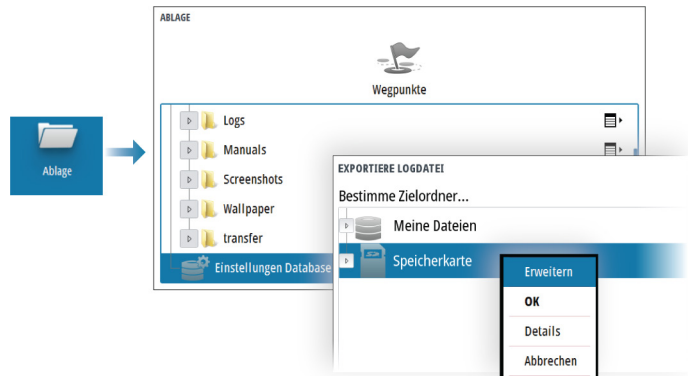 ABLAGE
Wegpunkte
Ablage
Logs
Manuals
Screenshots
Wallpaper
transfer
Einstellungen Database
EXPORTIERE LOGDATEI
Bestimme Zielordner...
Meine Dateien
Speicherkarte
Erweitern
OK
Details
Abbrechen